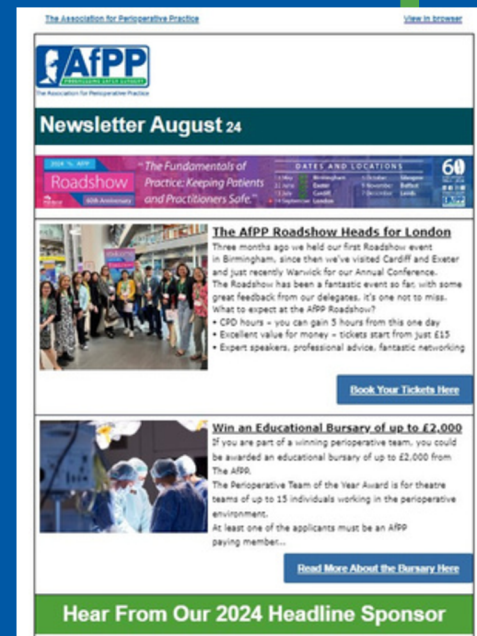 The Association for Perioperative Practice
View in browser
AfPP
The Association for Perioperative Practice
Newsletter August 24
Roadshow
60th Anniversary
"The Fundamentals of
Practice: Keeping Patients
and Practitioners Safe."
DATES AND LOCATIONS
Birmingham
Exeter
Cardiff
London
Glasgow
Belfast
Leeds
60
The AfPP Roadshow Heads for London
Three months ago we held our first Roadshow event
in Birmingham, since then we've visited Cardiff and Exeter
and just recently Warwick for our Annual Conference.
The Roadshow has been a fantastic event so far, with some
great feedback from our delegates, it's one not to miss.
What to expect at the AfPP Roadshow?
• CPD hours – you can gain 5 hours from this one day
• Excellent value for money – tickets start from just £15
• Expert speakers, professional advice, fantastic networking
Book Your Tickets Here
Win an Educational Bursary of up to £2,000
If you are part of a winning perioperative team, you could
be awarded an educational bursary of up to £2,000 from
The AfPP.
The Perioperative Team of the Year Award is for theatre
teams of up to 15 individuals working in the perioperative
environment.
At least one of the applicants must be an AfPP
paying member...
Read More About the Bursary Here
Hear From Our 2024 Headline Sponsor